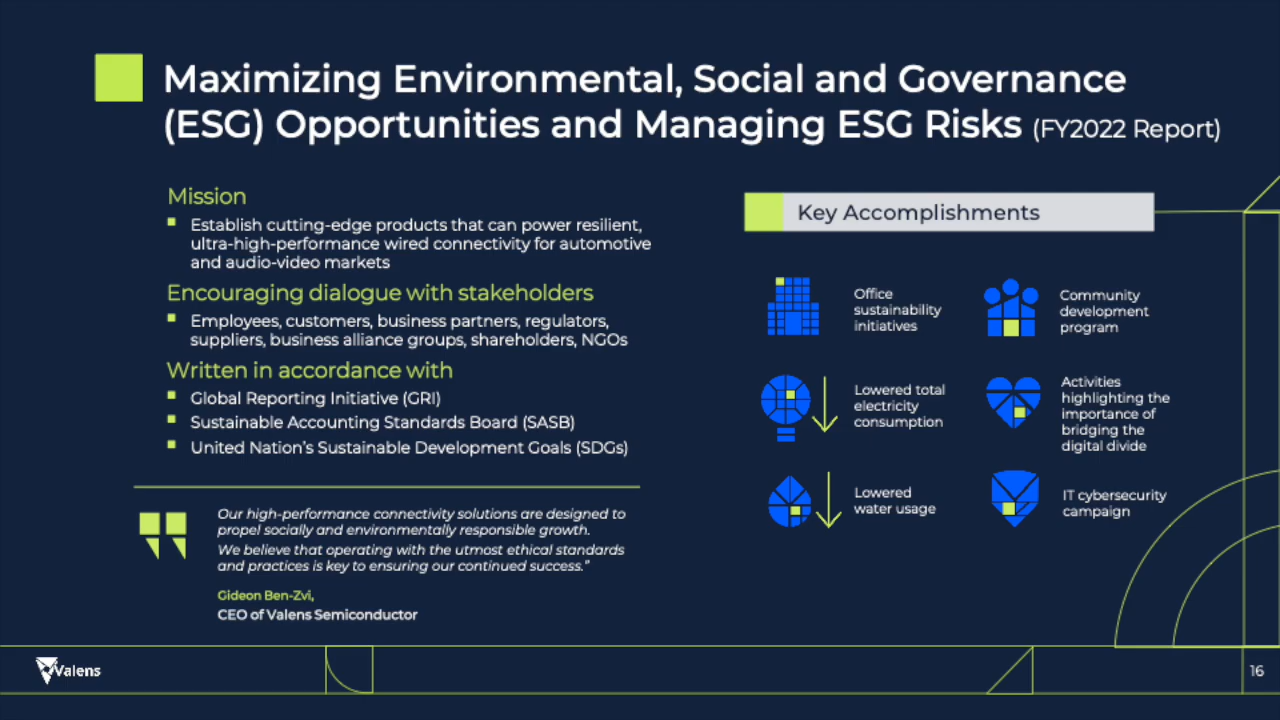 Maximizing Environmental, Social and Governance
(ESG) Opportunities and Managing ESG Risks (FY2022 Report)
Mission
Establish cutting-edge products that can power resilient,
ultra-high-performance wired connectivity for automotive
and audio-video markets
Encouraging dialogue with stakeholders
Employees, customers, business partners, regulators,
suppliers, business alliance groups, shareholders, NGOs
Written in accordance with
Global Reporting Initiative (GRI)
Sustainable Accounting Standards Board (SASB)
United Nation's Sustainable Development Goals (SDGs)
Our high-performance connectivity solutions are designed to
propel socially and environmentally responsible growth.
We believe that operating with the utmost ethical standards
and practices is key to ensuring our continued success."
Gideon Ben-Zvi,
CEO of Valens Semiconductor
Key Accomplishments
Office
sustainability
initiatives
Community
development
program
Lowered total
electricity
consumption
Activities
highlighting the
importance of
bridging the
digital divide
Lowered
water usage
IT cybersecurity
campaign
Valens
16